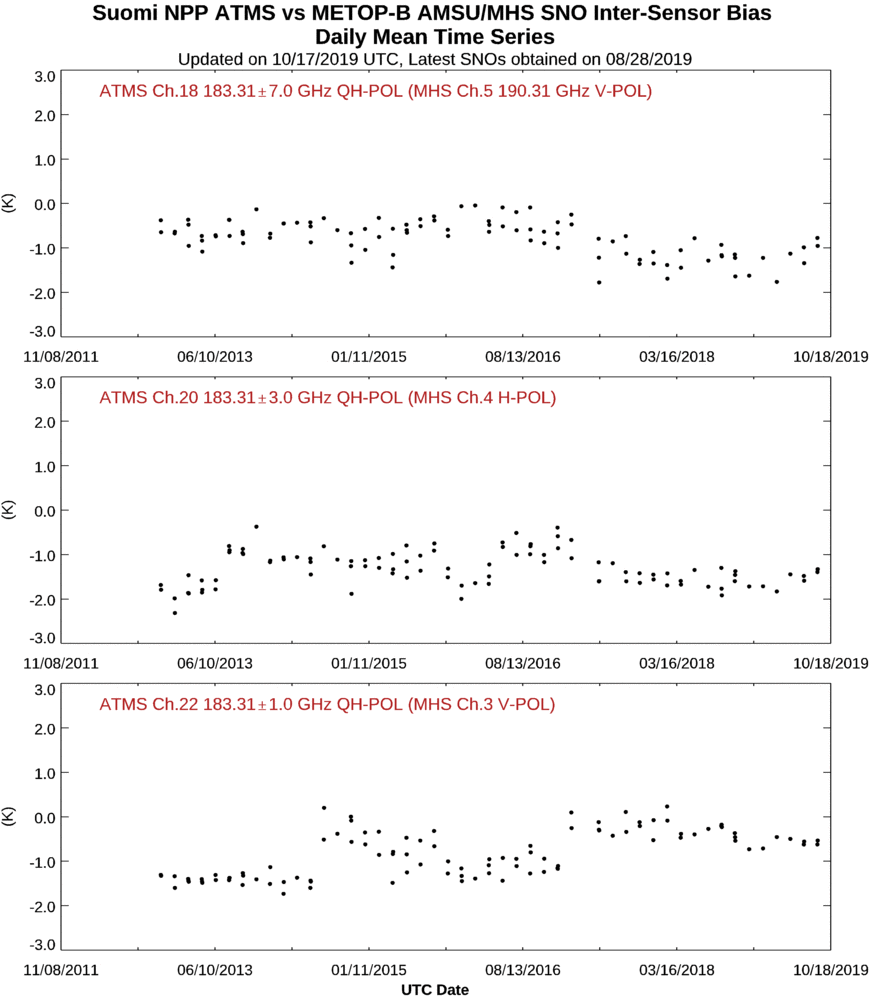 Suomi NPP ATMS vs METOP-B AMSU/MHS SNO Inter-Sensor Bias
Daily Mean Time Series
Updated on 10/17/2019 UTC, Latest SNOs obtained on 08/28/2019
3.0
ATMS Ch.18 183.31±7.0 GHz QH-POL (MHS Ch.5 190.31 GHz V-POL)
2.0
1.0
(K)
0.0
-1.0
-2.0
-3.0
11/08/2011 06/10/2013 01/11/2015 08/13/2016 03/16/2018 10/18/2019
3.0
ATMS Ch.20 183.31±3.0 GHz QH-POL (MHS Ch.4 H-POL)
2.0
1.0
(K)
0.0
-1.0
-2.0
-3.0
11/08/2011 06/10/2013 01/11/2015 08/13/2016 03/16/2018 10/18/2019
3.0
ATMS Ch.22 183.31±1.0 GHz QH-POL (MHS Ch.3 V-POL)
2.0
1.0
(K)
0.0
-1.0
-2.0
-3.0
11/08/2011 06/10/2013 01/11/2015 08/13/2016 03/16/2018 10/18/2019
UTC Date